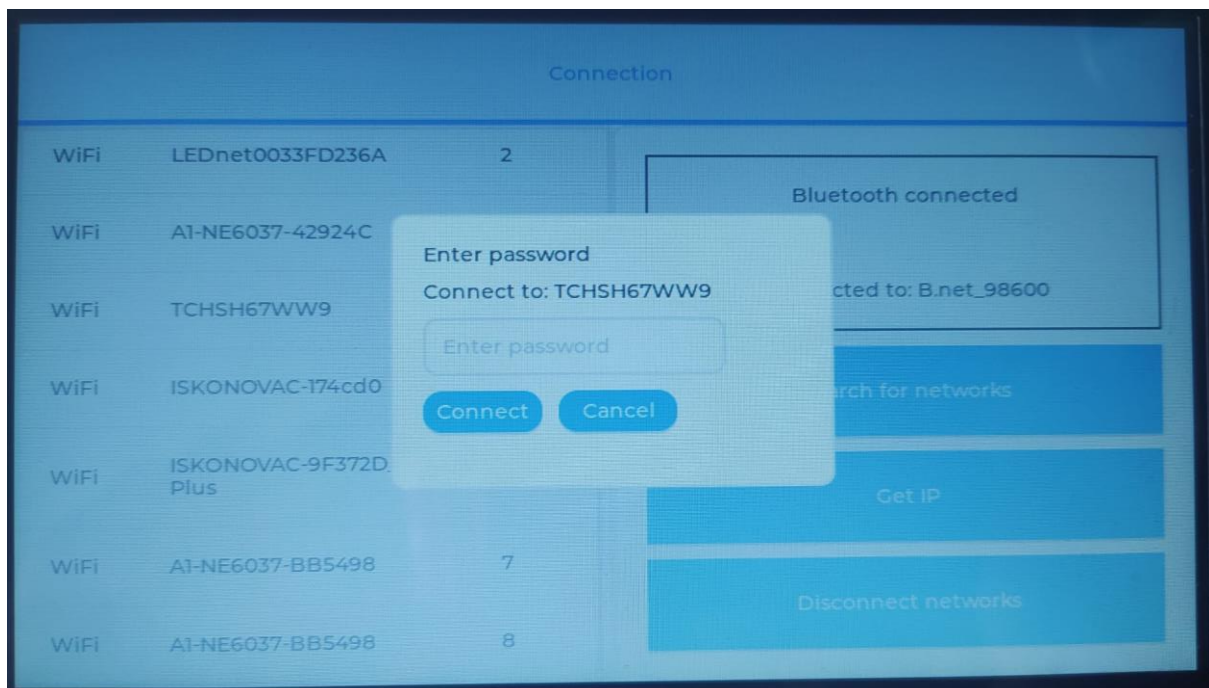 Connection
WiFi LEDnet0033FD236A 2
WiFi A1-NE6037-42924C
WiFi TCHSH67WW9
WiFi ISKONOVAC-174cd0
WiFi ISKONOVAC-9F372D
Plus
WiFi A1-NE6037-BB5498 7
WiFi A1-NE6037-BB5498 8
Enter password
Connect to: TCHSH67WW9
Enter password
Connect Cancel
Bluetooth connected
cted to: B.net_98600
rch for networks
Get IP
Disconnect networks